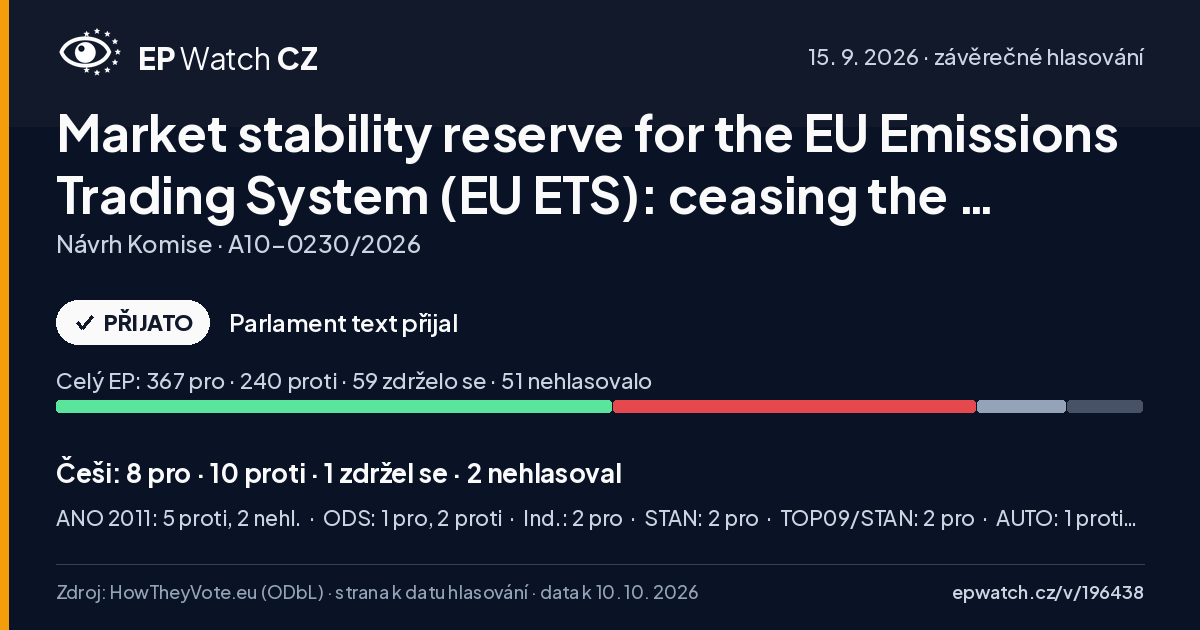 EP Watch CZ
15. 9. 2026 · závěrečné hlasování
Market stability reserve for the EU Emissions
Trading System (EU ETS): ceasing the …
Návrh Komise · A10–0230/2026
✓ PŘIJATO
Parlament text přijal
Celý EP: 367 pro · 240 proti · 59 zdrželo se · 51 nehlasovalo
Češi: 8 pro · 10 proti · 1 zdržel se · 2 nehlasoval
ANO 2011: 5 proti, 2 nehl. · ODS: 1 pro, 2 proti · Ind.: 2 pro · STAN: 2 pro · TOP09/STAN: 2 pro · AUTO: 1 proti…
Zdroj: HowTheyVote.eu (ODbL) · strana k datu hlasování · data k 10. 10. 2026
epwatch.cz/v/196438